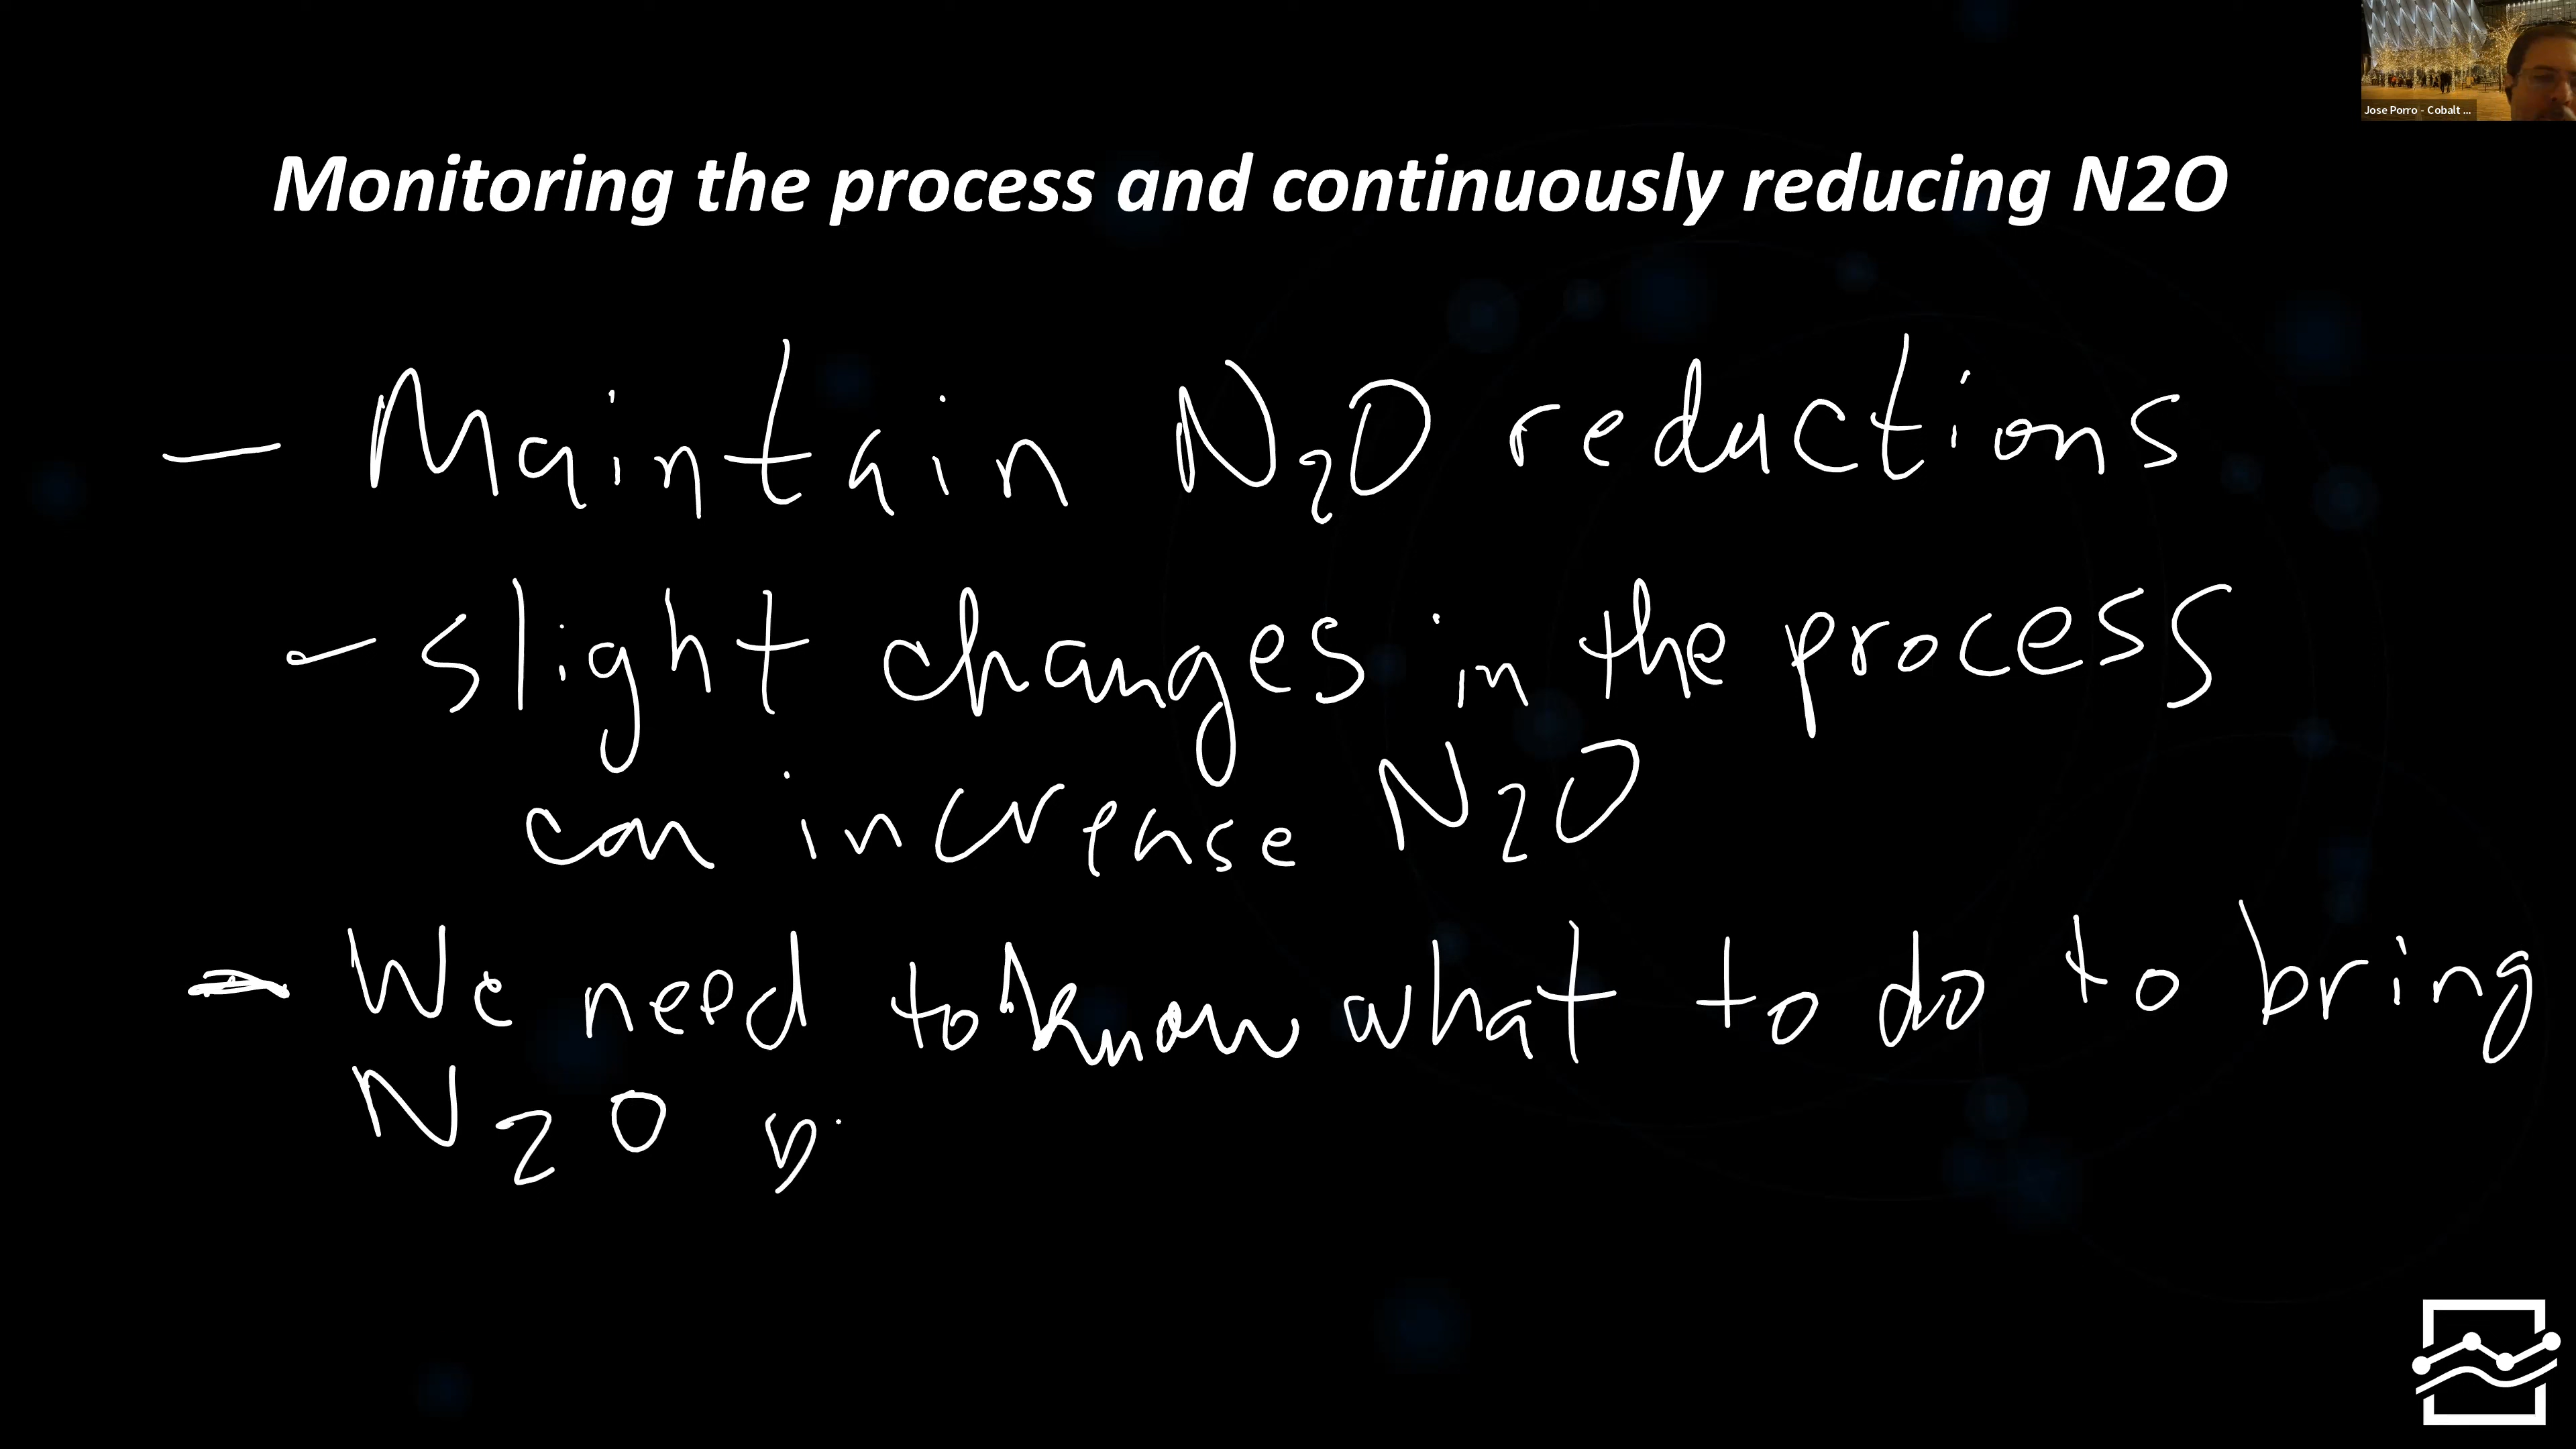 Jose Porro - Cobalt ...
Monitoring the process and continuously reducing N2O
- Maintain N2O reductions
- slight changes in the process
can increase N2O
- We need to know what to do to bring
N2O